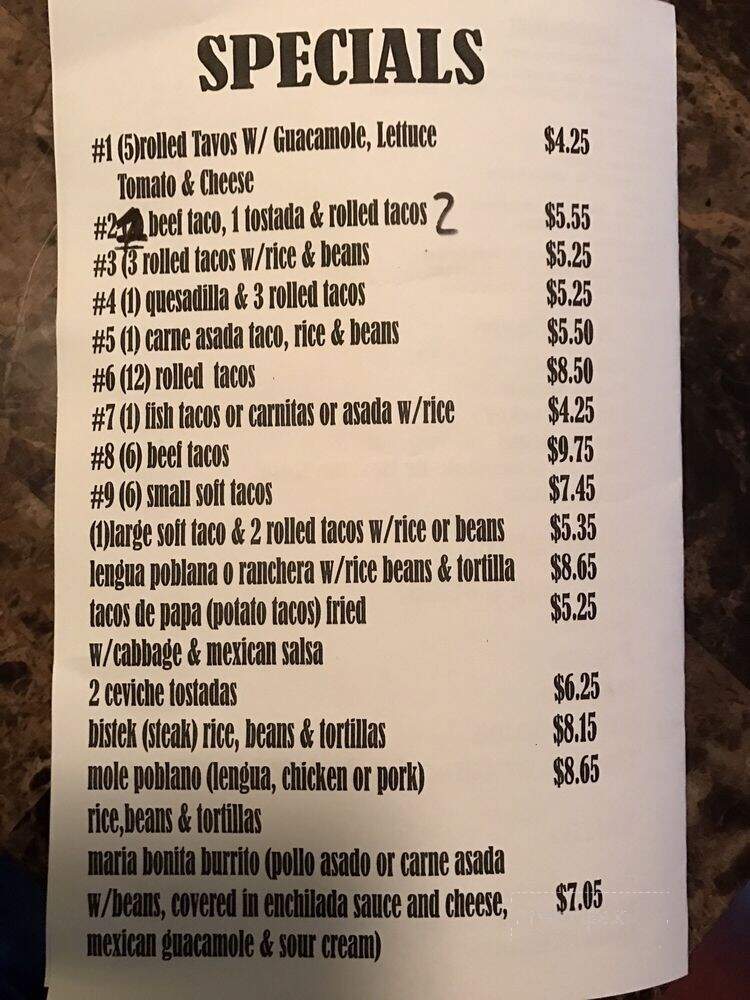 SPECIALS
#1 (5)rolled Tavos W/ Guacamole, Lettuce $4.25
Tomato & Cheese
#2 1 beef taco, 1 tostada & rolled tacos 2 $5.55
#3 (3 rolled tacos w/rice & beans $5.25
#4 (1) quesadilla & 3 rolled tacos $5.25
#5 (1) carne asada taco, rice & beans $5.50
#6 (12) rolled tacos $8.50
#7 (1) fish tacos or carnitas or asada w/rice $4.25
#8 (6) beef tacos $9.75
#9 (6) small soft tacos $7.45
(1)large soft taco & 2 rolled tacos w/rice or beans $5.35
lengua poblana o ranchera w/rice beans & tortilla $8.65
tacos de papa (potato tacos) fried $5.25
w/cabbage & mexican salsa
2 ceviche tostadas $6.25
bistek (steak) rice, beans & tortillas $8.15
mole poblano (lengua, chicken or pork) $8.65
rice,beans & tortillas
maria bonita burrito (pollo asado or carne asada
w/beans, covered in enchilada sauce and cheese, $7.05
mexican guacamole & sour cream)